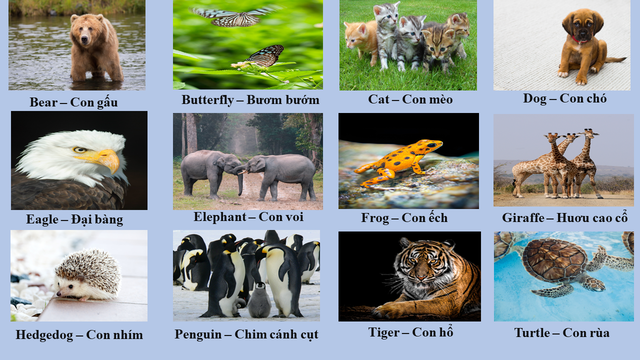 Bear – Con gấu
Butterfly – Bươm bướm
Cat – Con mèo
Dog – Con chó
Eagle – Đại bàng
Elephant – Con voi
Frog – Con ếch
Giraffe – Hươu cao cổ
Hedgedog – Con nhím
Penguin – Chim cánh cụt
Tiger – Con hổ
Turtle – Con rùa